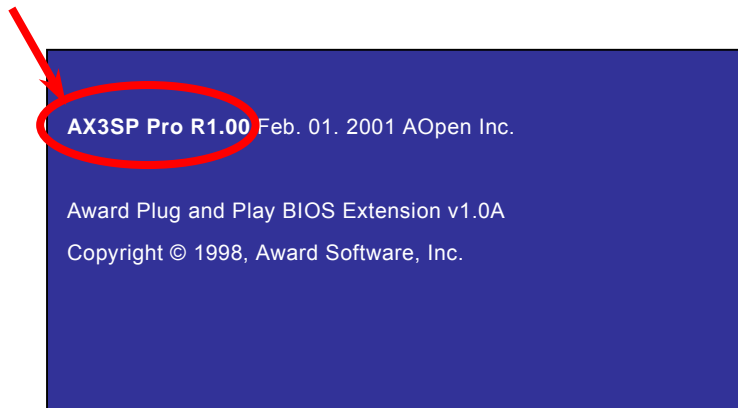 AX3SP Pro R1.00 Feb. 01. 2001 AOpen Inc.
Award Plug and Play BIOS Extension v1.0A
Copyright © 1998, Award Software, Inc.